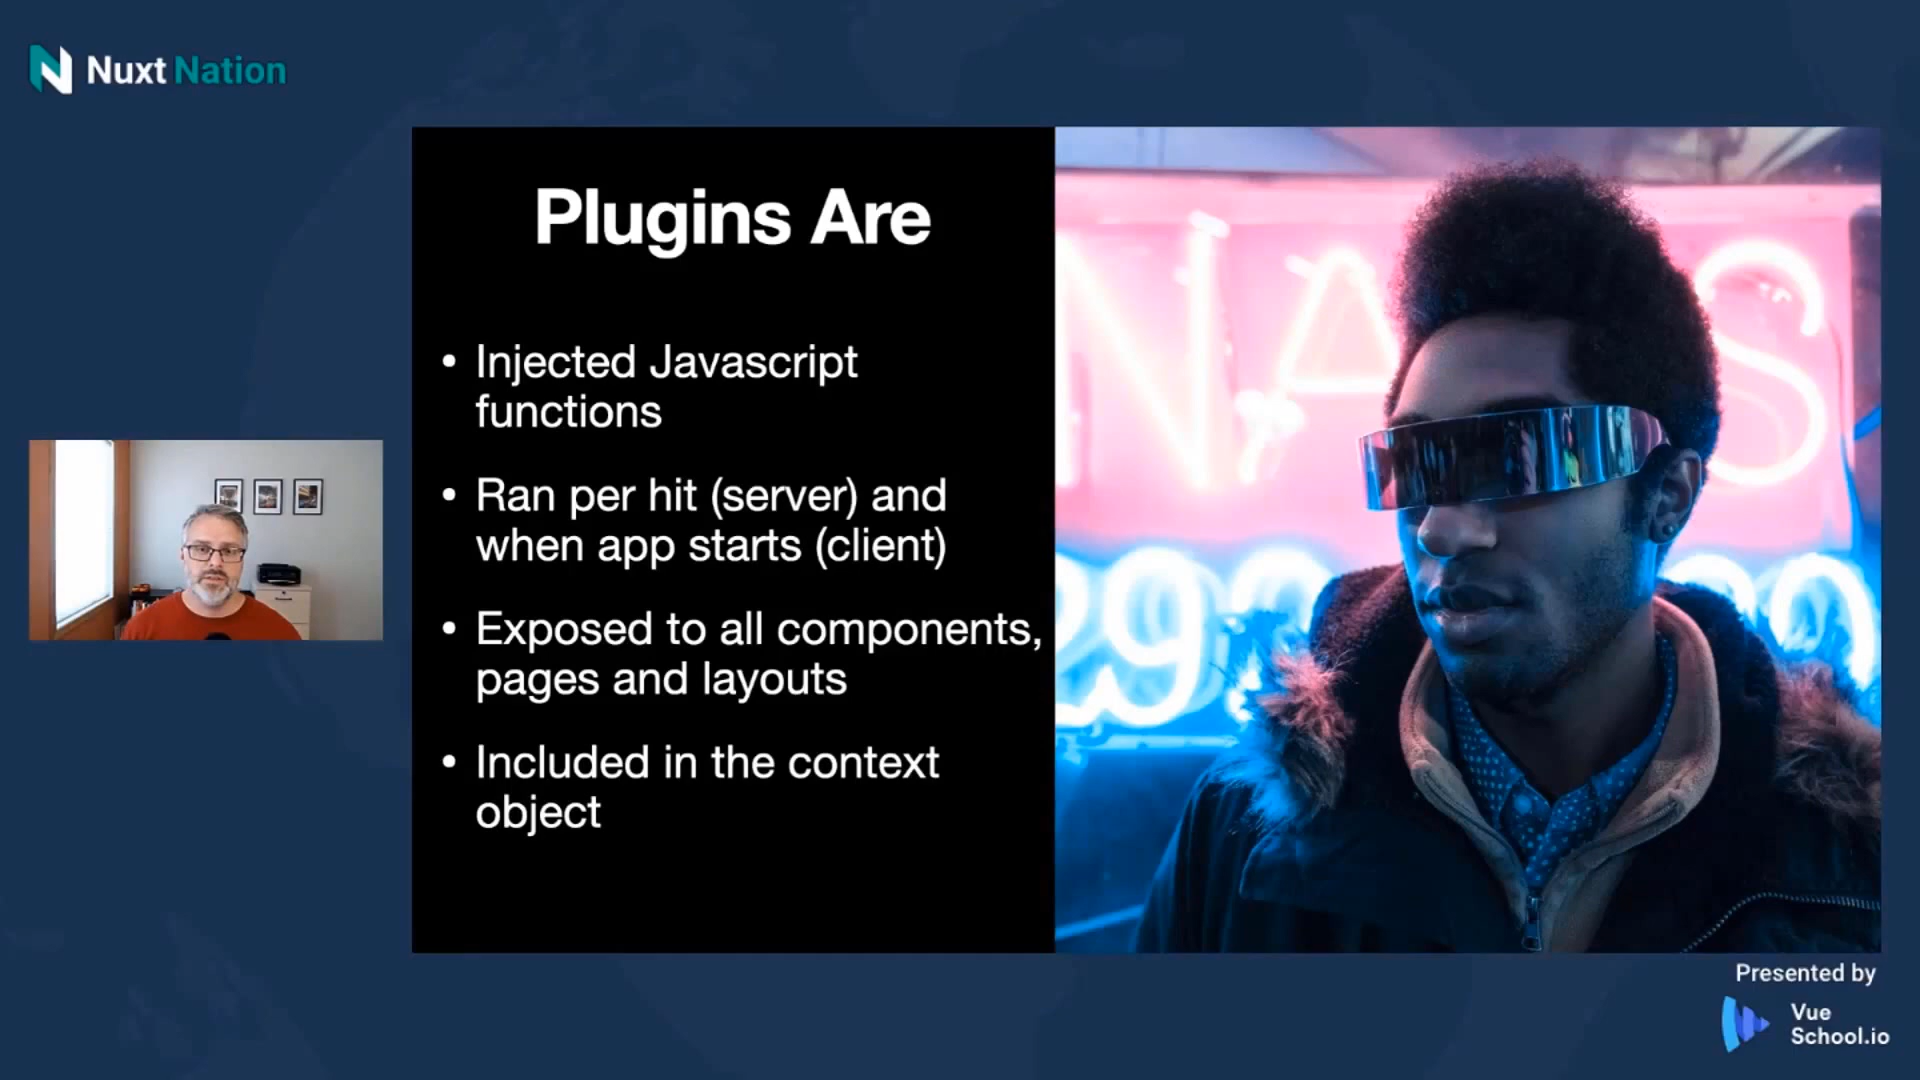 Nuxt Nation
Plugins Are
• Injected Javascript
functions
• Ran per hit (server) and
when app starts (client)
• Exposed to all components,
pages and layouts
• Included in the context
object
NAILS
Presented by
Vue
School.io